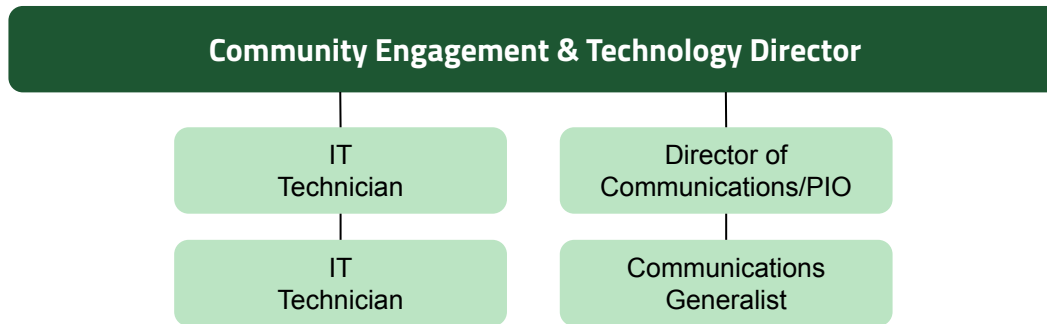 Community Engagement & Technology Director
IT
Technician
Director of
Communications/PIO
IT
Technician
Communications
Generalist